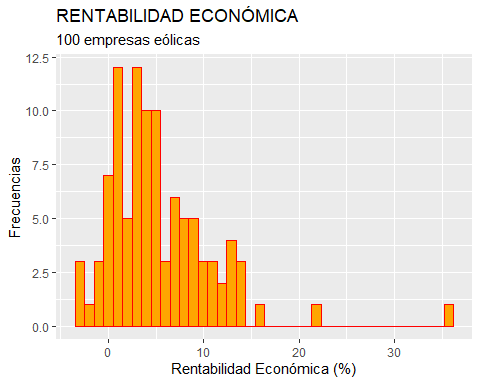 RENTABILIDAD ECONÓMICA
100 empresas eólicas
12.5
10.0
7.5
5.0
2.5
0.0
Frecuencias
0 10 20 30
Rentabilidad Económica (%)